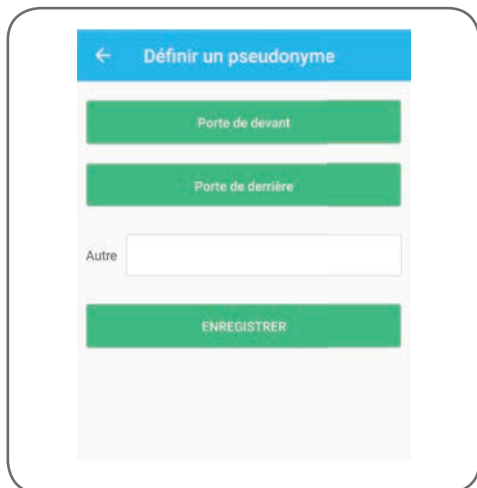 Définir un pseudonyme
Porte de devant
Porte de derrière
Autre
ENREGISTRER